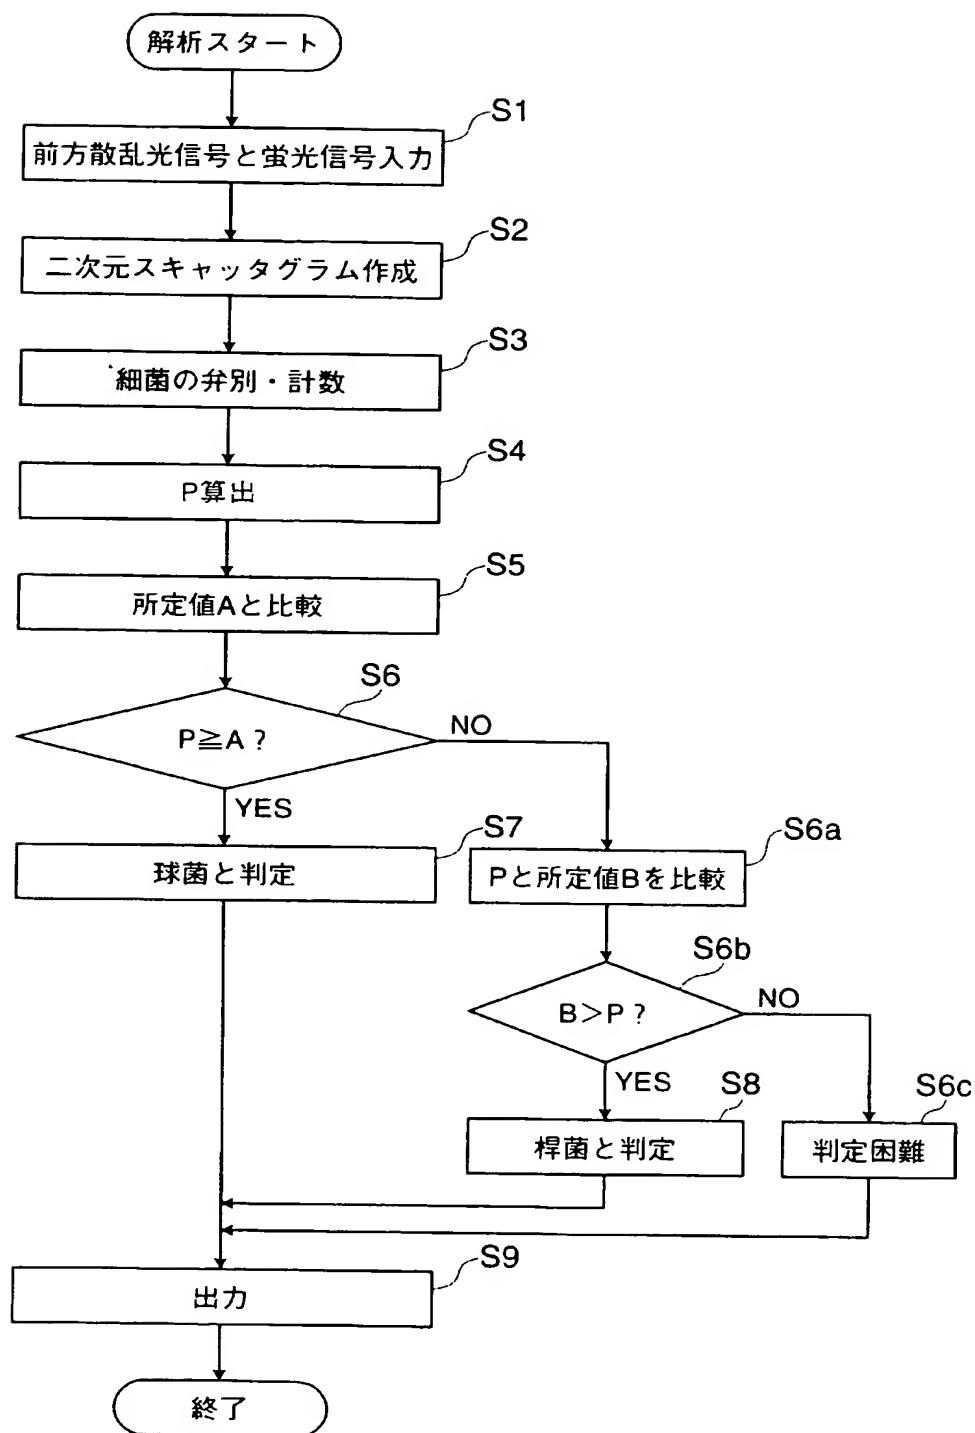 解析スタート
S1
前方散乱光信号と蛍光信号入力
S2
二次元スキャッタグラム作成
S3
細菌の弁別・計数
S4
P算出
S5
所定値Aと比較
S6
P≧A?
NO
YES
S7
球菌と判定
S6a
Pと所定値Bを比較
S6b
B>P?
NO
YES
S8
桿菌と判定
S6c
判定困難
S9
出力
終了